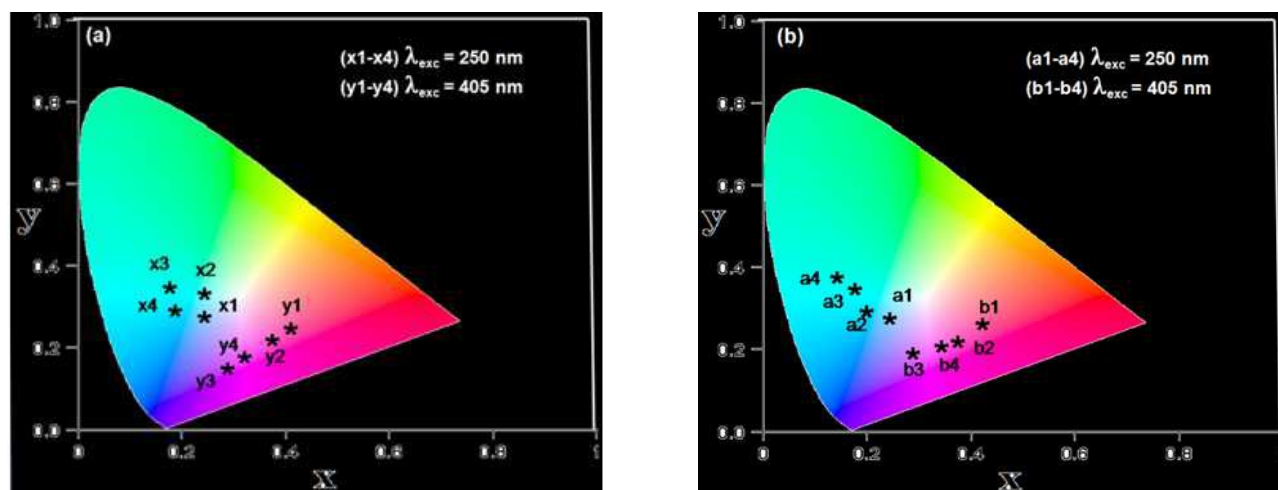 (a)
(x1-x4) λexc = 250 nm
(y1-y4) λexc = 405 nm
1.0
0.8
0.6
0.4
0.2
0.0
y
x3
x2
x4
x1
y1
y4
y2
y3
0
0.2
0.4
0.6
0.8
1
x
(b)
(a1-a4) λexc = 250 nm
(b1-b4) λexc = 405 nm
1.0
0.8
0.6
0.4
0.2
0.0
y
a4
a3
a1
a2
b1
b2
b3
b4
0
0.2
0.4
0.6
0.8
x